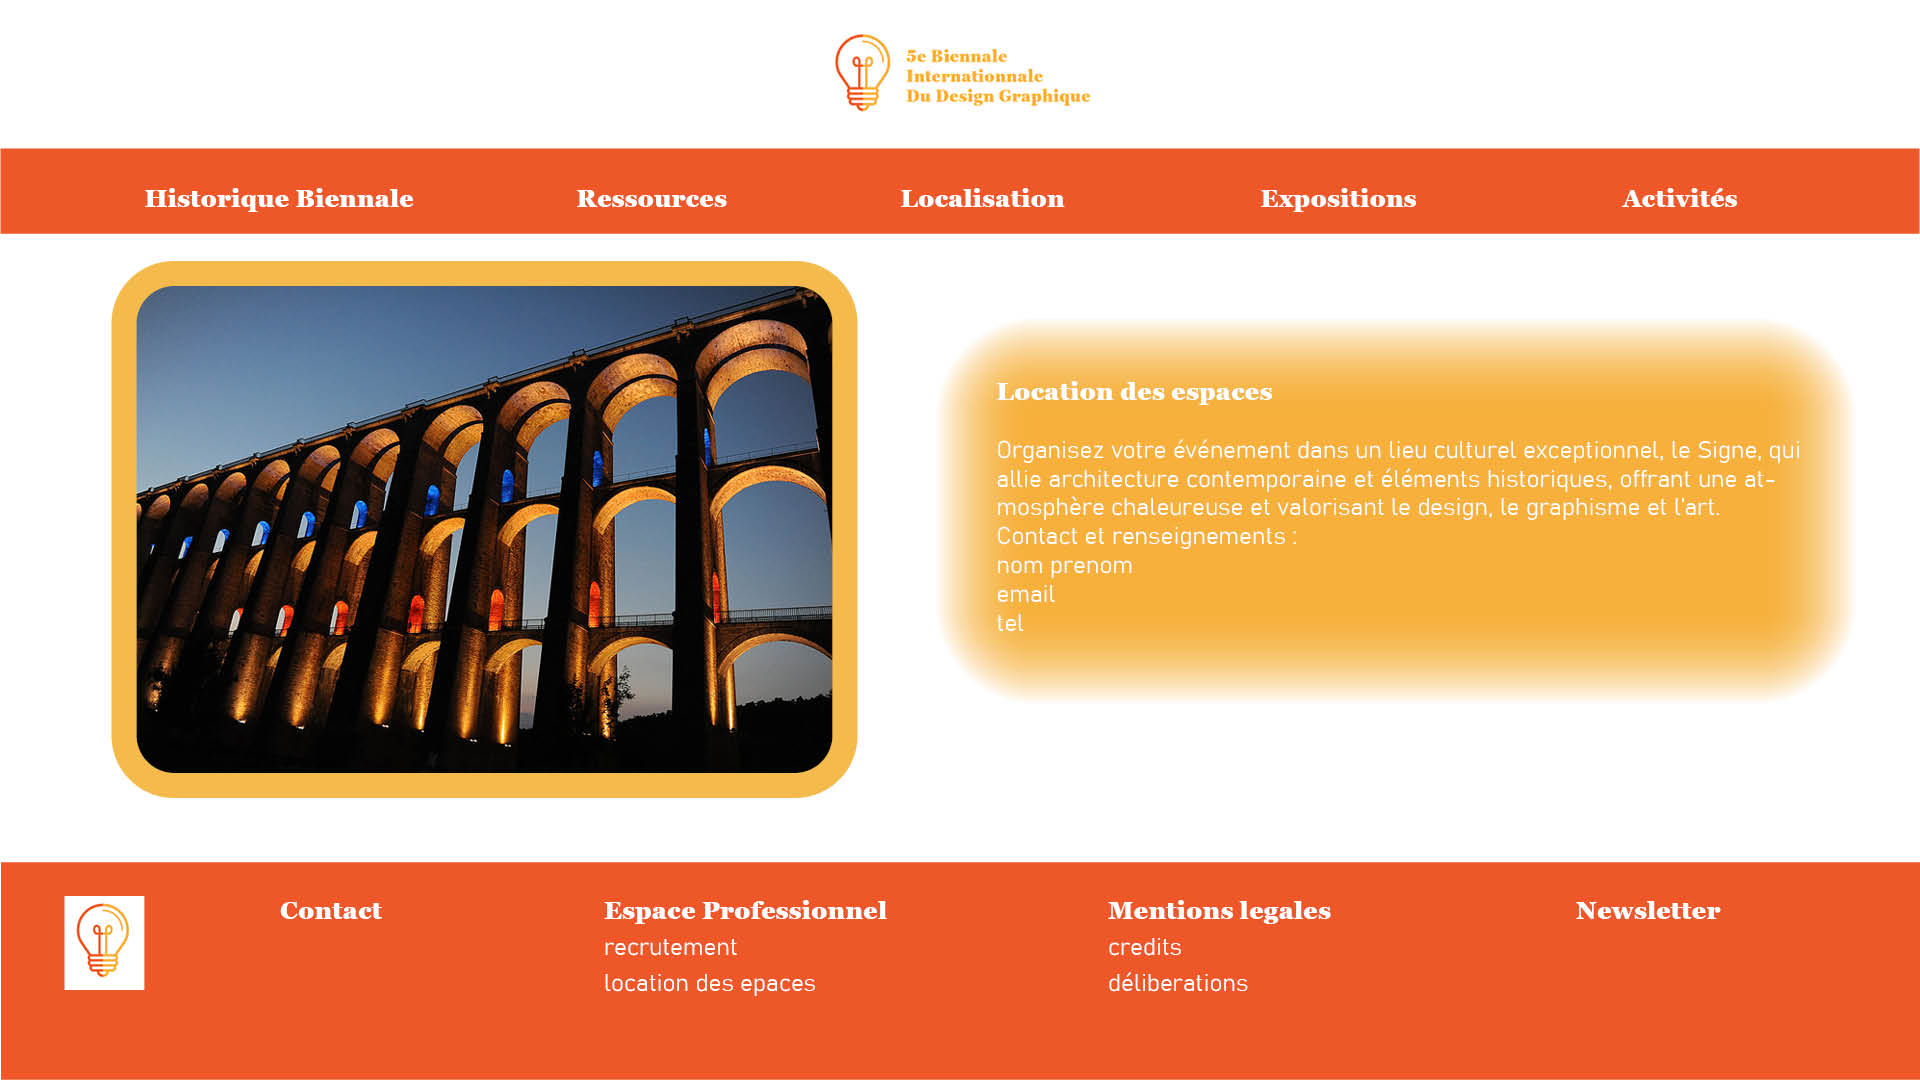 5e Biennale
Internationnale
Du Design Graphique
Historique Biennale
Ressources
Localisation
Expositions
Activités
Location des espaces
Organisez votre événement dans un lieu culturel exceptionnel, le Signe, qui
allie architecture contemporaine et éléments historiques, offrant une at-
mosphère chaleureuse et valorisant le design, le graphisme et l'art.
Contact et renseignements :
nom prenom
email
tel
Contact
Espace Professionnel
recrutement
location des epaces
Mentions legales
credits
déliberations
Newsletter